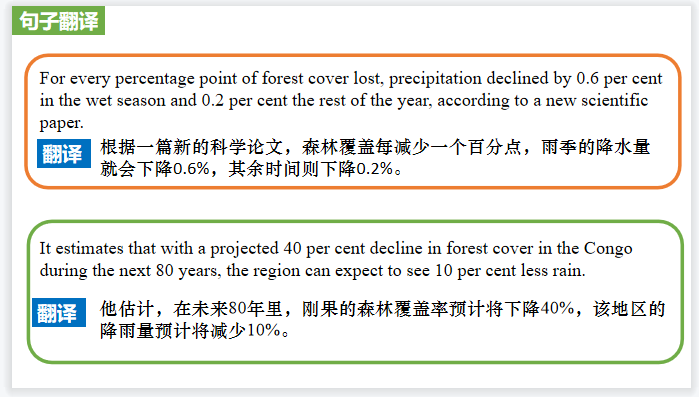 句子翻译
For every percentage point of forest cover lost, precipitation declined by 0.6 per cent
in the wet season and 0.2 per cent the rest of the year, according to a new scientific
paper.
翻译
根据一篇新的科学论文，森林覆盖每减少一个百分点，雨季的降水量
就会下降0.6%，其余时间则下降0.2%。
It estimates that with a projected 40 per cent decline in forest cover in the Congo
during the next 80 years, the region can expect to see 10 per cent less rain.
翻译
他估计，在未来80年里，刚果的森林覆盖率预计将下降40%，该地区的
降雨量预计将减少10%。